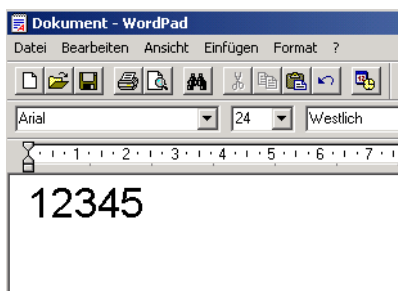 Dokument - WordPad
Datei Bearbeiten Ansicht Einfügen Format ?
Arial 24 Westlich
1 2 3 4 5 6 7
12345